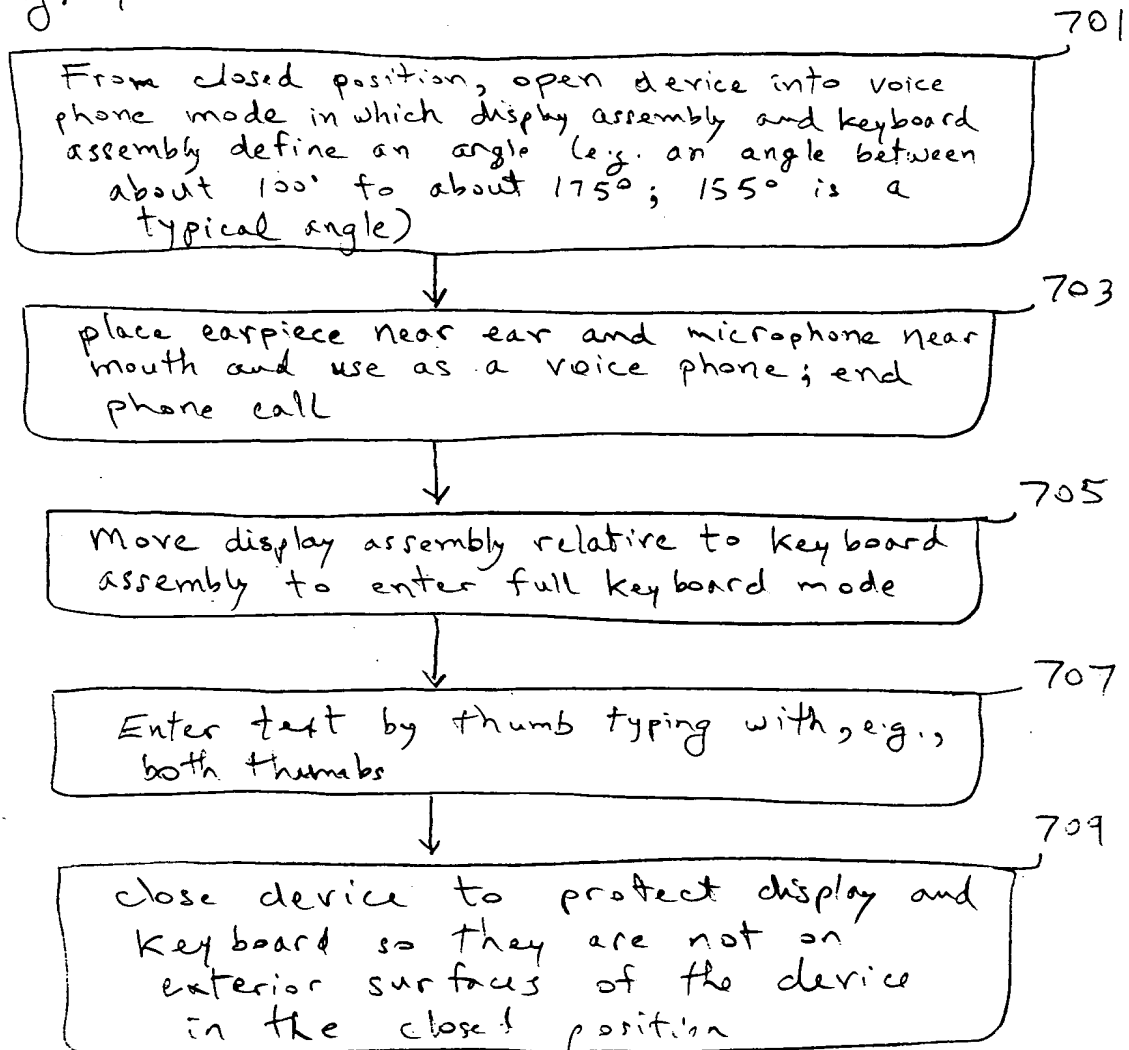 701
From closed position, open device into voice
phone mode in which display assembly and keyboard
assembly define an angle (e.g. an angle between
about 100° to about 175°; 155° is a
typical angle)
703
place earpiece near ear and microphone near
mouth and use as a voice phone; end
phone call
705
Move display assembly relative to keyboard
assembly to enter full keyboard mode
707
Enter text by thumb typing with, e.g.,
both thumbs
709
close device to protect display and
keyboard so they are not on
exterior surfaces of the device
in the closed position